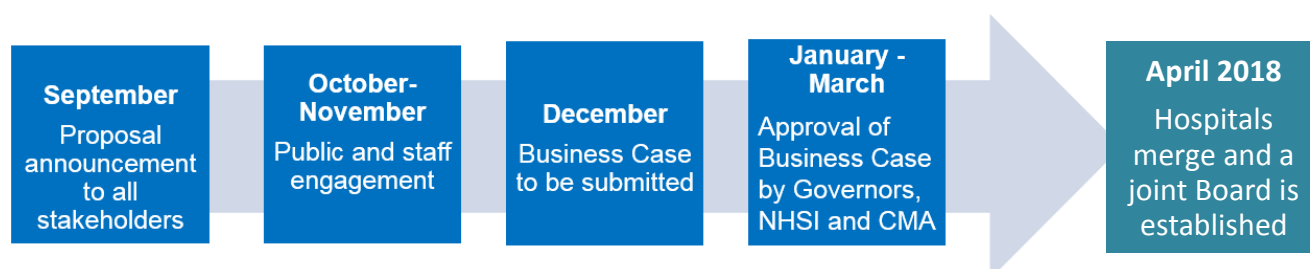 September
Proposal
announcement
to all
stakeholders
October-
November
Public and staff
engagement
December
Business Case
to be submitted
January -
March
Approval of
Business Case
by Governors,
NHSI and CMA
April 2018
Hospitals
merge and a
joint Board is
established